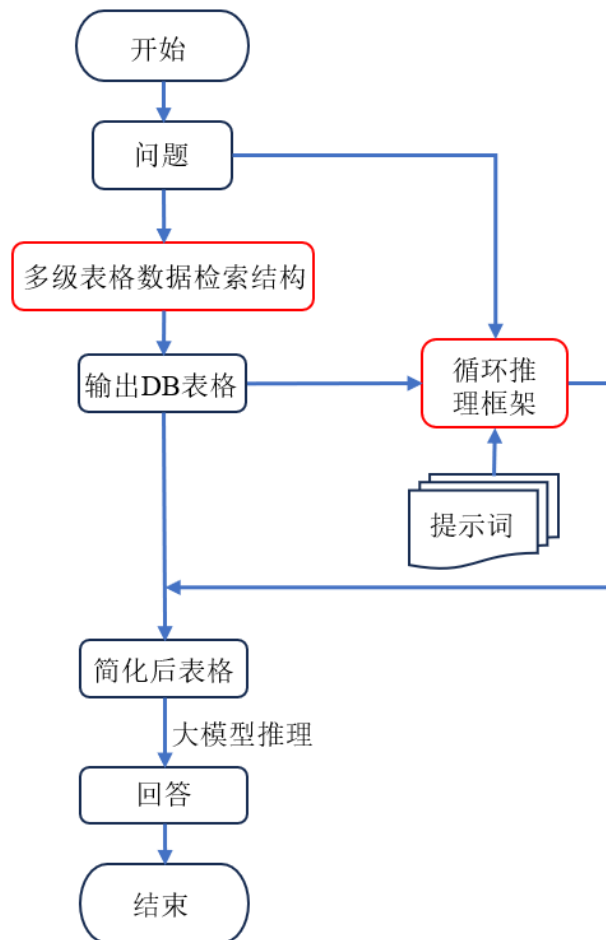 开始
问题
多级表格数据检索结构
输出DB表格
循环推
理框架
提示词
简化后表格
大模型推理
回答
结束